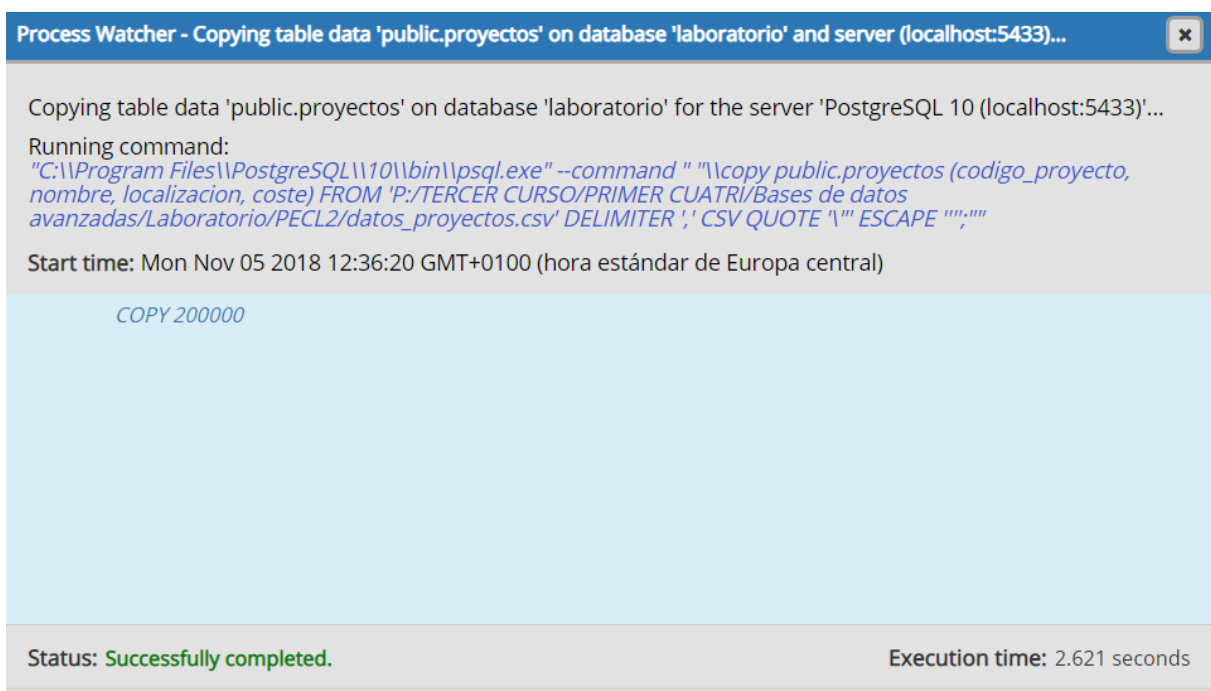 Process Watcher - Copying table data 'public.proyectos' on database 'laboratorio' and server (localhost:5433)...
Copying table data 'public.proyectos' on database 'laboratorio' for the server 'PostgreSQL 10 (localhost:5433)'...
Running command:
"C:\\Program Files\\PostgreSQL\\10\\bin\\psql.exe" --command " "\\copy public.proyectos (codigo_proyecto,
nombre, localizacion, coste) FROM 'P:/TERCER CURSO/PRIMER CUATRI/Bases de datos
avanzadas/Laboratorio/PECL2/datos_proyectos.csv' DELIMITER ',' CSV QUOTE '\"' ESCAPE '''';""
Start time: Mon Nov 05 2018 12:36:20 GMT+0100 (hora estándar de Europa central)
COPY 200000
Status: Successfully completed.
Execution time: 2.621 seconds